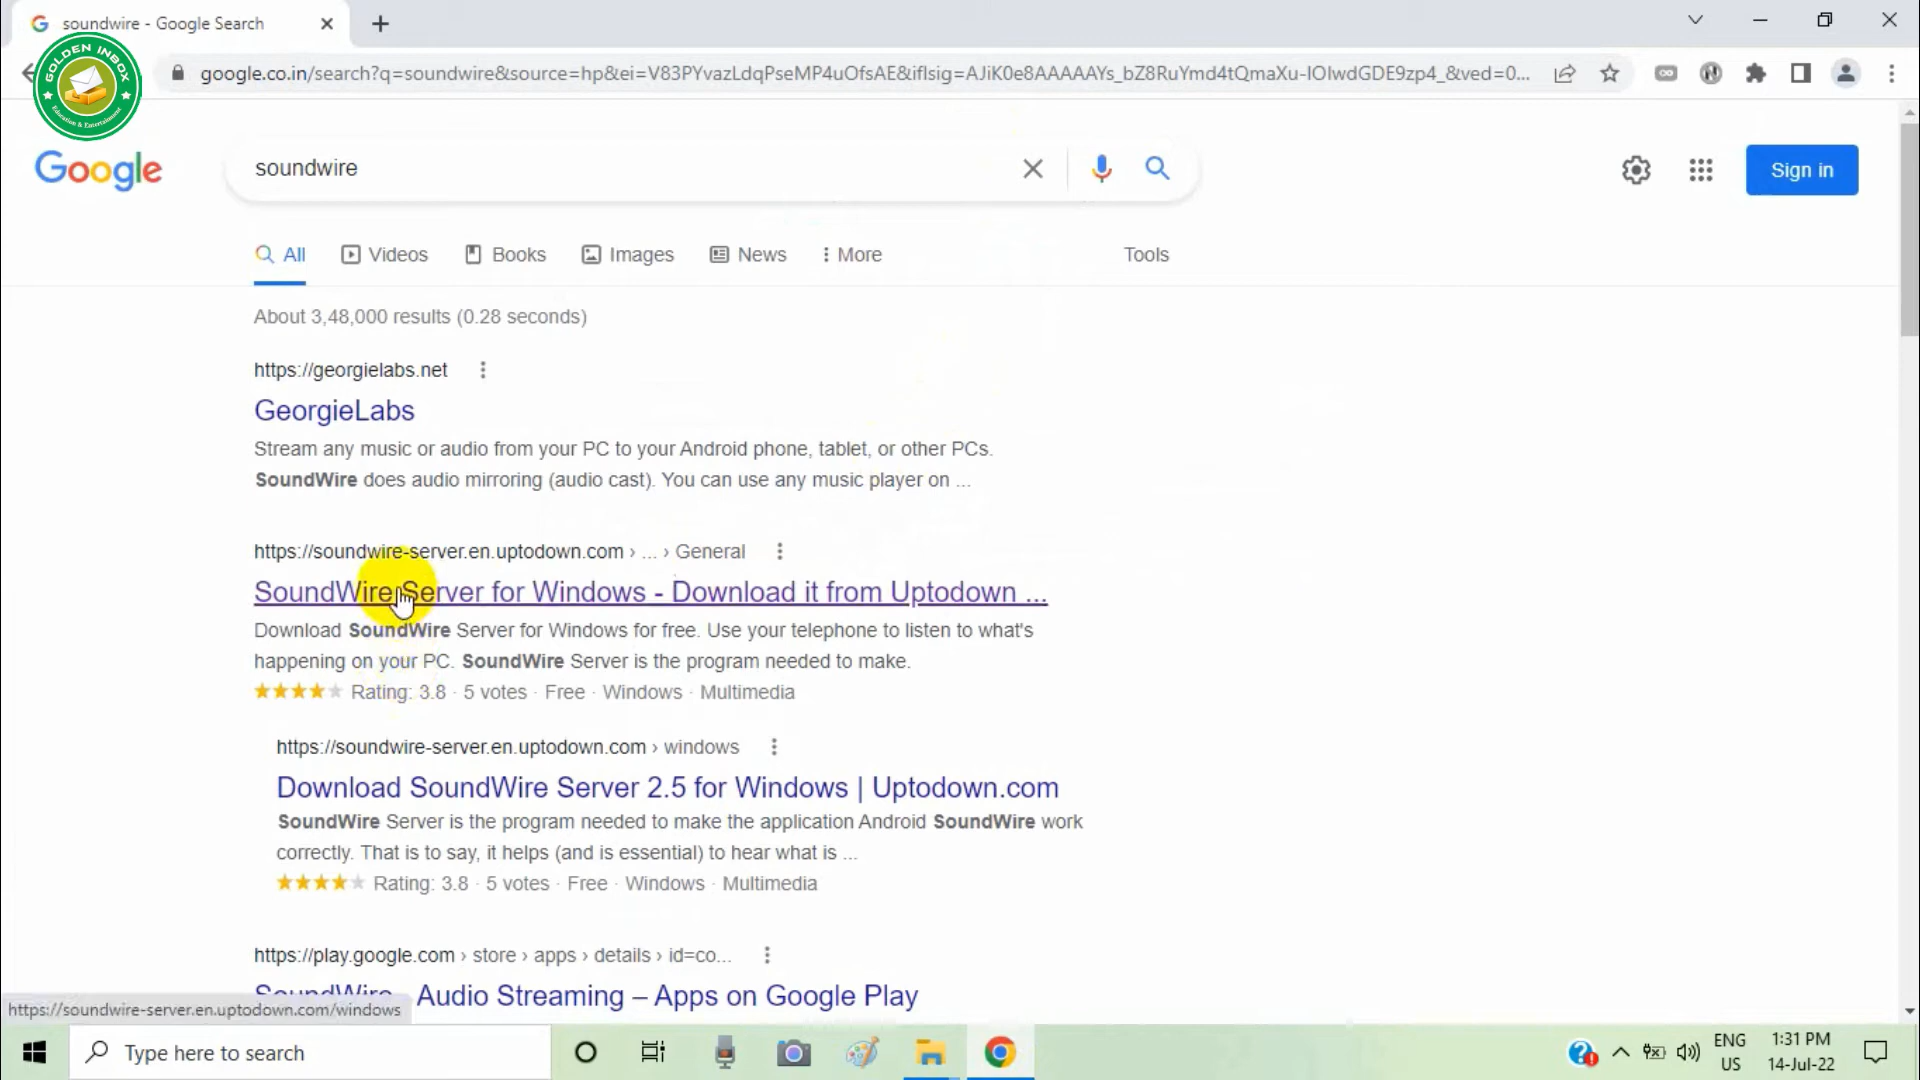 soundwire - Google Search
GOLDEN INBOX
Education & Entertainment
google.co.in/search?q=soundwire&source=hp&ei=V83PYvazLdqPseMP4uOfsAE&iflsig=AJiK0e8AAAAAYs_bZ8RuYmd4tQmaXu-IOIwdGDE9zp4_&ved=0...
Google
soundwire
Sign in
All
Videos
Books
Images
News
More
Tools
About 3,48,000 results (0.28 seconds)
https://georgielabs.net
GeorgieLabs
Stream any music or audio from your PC to your Android phone, tablet, or other PCs.
SoundWire does audio mirroring (audio cast). You can use any music player on ...
https://soundwire-server.en.uptodown.com › ... › General
SoundWire Server for Windows - Download it from Uptodown ...
Download SoundWire Server for Windows for free. Use your telephone to listen to what's
happening on your PC. SoundWire Server is the program needed to make.
Rating: 3.8 · 5 votes · Free · Windows · Multimedia
https://soundwire-server.en.uptodown.com › windows
Download SoundWire Server 2.5 for Windows | Uptodown.com
SoundWire Server is the program needed to make the application Android SoundWire work
correctly. That is to say, it helps (and is essential) to hear what is ...
Rating: 3.8 · 5 votes · Free · Windows · Multimedia
https://play.google.com › store › apps › details › id=co...
SoundWire - Audio Streaming – Apps on Google Play
https://soundwire-server.en.uptodown.com/windows
Type here to search
ENG
US
1:31 PM
14-Jul-22